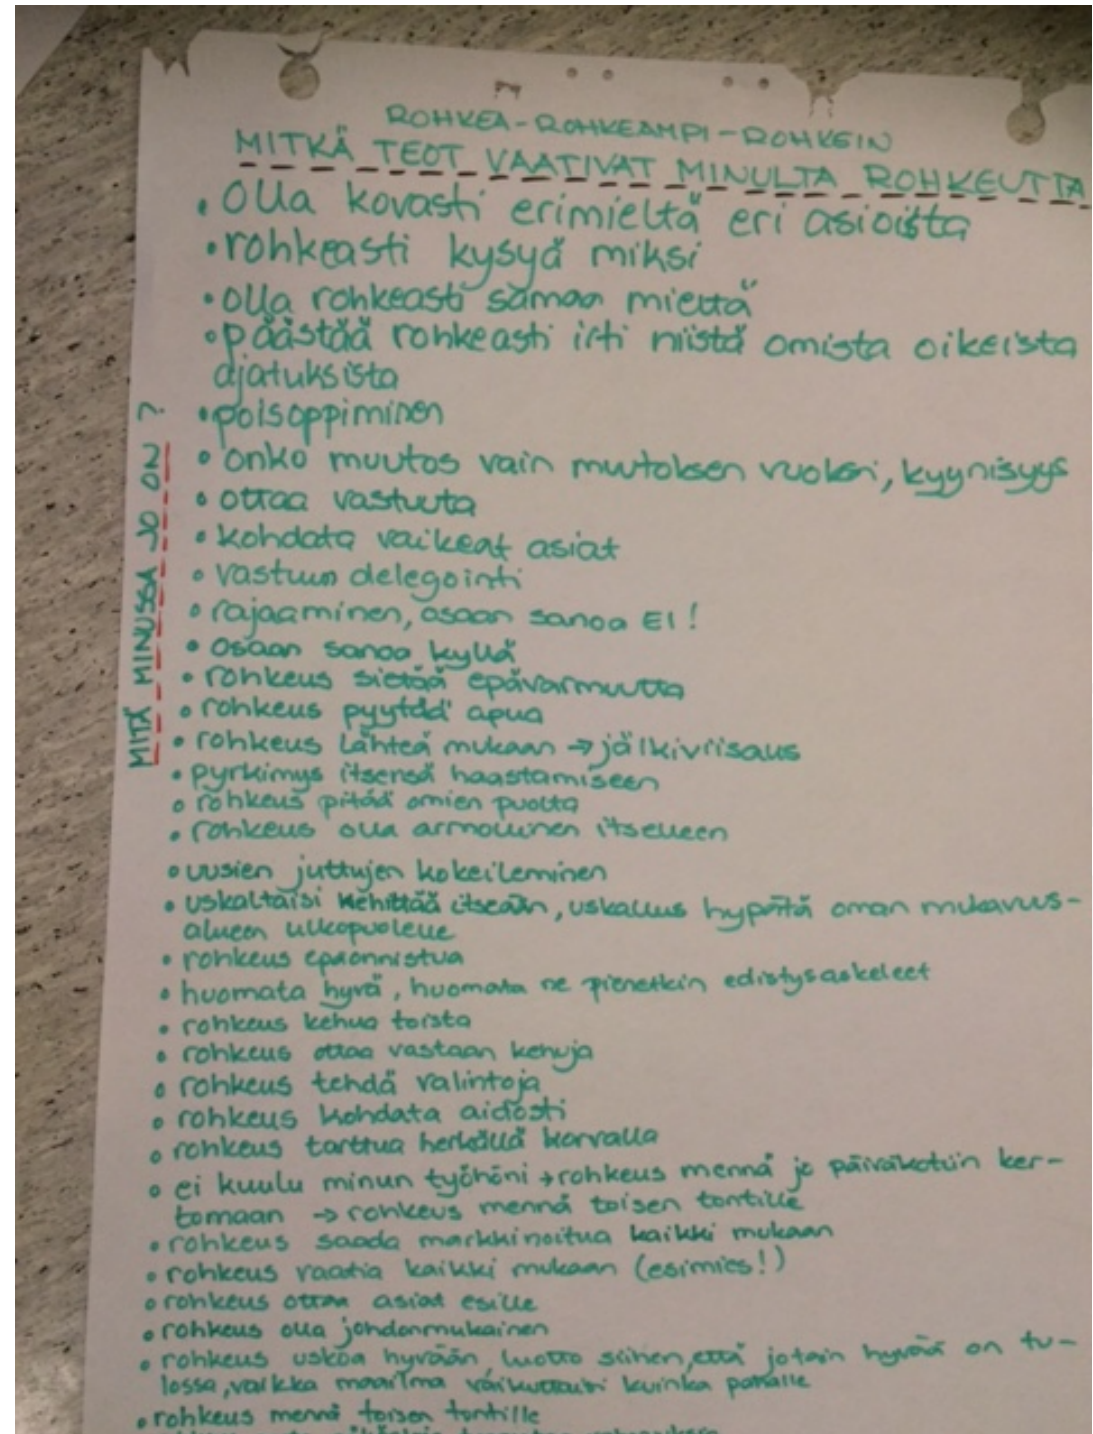 ROHKEA-ROHKEAMPI-ROHKEIN
MITKÄ TEOT VAATIVAT MINULTA ROHKEUTTA
• Olla kovasti erimieltä eri asioista
• rohkeasti kysyä miksi
• olla rohkeasti samaa mieltä
• päästää rohkeasti irti niistä omista oikeista
ajatuksista
• poisoppiminen
• onko muutos vain muutoksen vuoksi, kyynisyys
• ottaa vastuuta
• kohdata vaikeat asiat
• vastuun delegointi
• rajaaminen, osaan sanoa EI!
• osaan sanoa kyllä
• rohkeus sietää epävarmuutta
• rohkeus pyytää apua
• rohkeus lähteä mukaan → jälkiviisaus
• pyrkimys itsensä haastamiseen
• rohkeus pitää omien puolta
• rohkeus olla armollinen itselleen
• uusien juttujen kokeileminen
• uskaltaisi kehittää itseään, uskallus hypätä oman mukavuus-
alueen ulkopuolelle
• rohkeus epäonnistua
• huomata hyvä, huomata ne pienetkin edistysaskeleet
• rohkeus kehua toista
• rohkeus ottaa vastaan kehuja
• rohkeus tehdä valintoja
• rohkeus kohdata aidosti
• rohkeus tarttua herkällä korvalla
• ei kuulu minun työhöni → rohkeus mennä jo päiväkotiin ker-
tomaan → rohkeus mennä toisen tontille
• rohkeus saada markkinoitua kaikki mukaan
• rohkeus vaatia kaikki mukaan (esimies!)
• rohkeus ottaa asiat esille
• rohkeus olla johdonmukainen
• rohkeus uskoa hyvään, luotto siihen, että jotain hyvää on tu-
lossa, vaikka maailma vaikuttaisi kuinka pahalle
• rohkeus mennä toisen tontille
MITÄ MINUSSA JO ON?